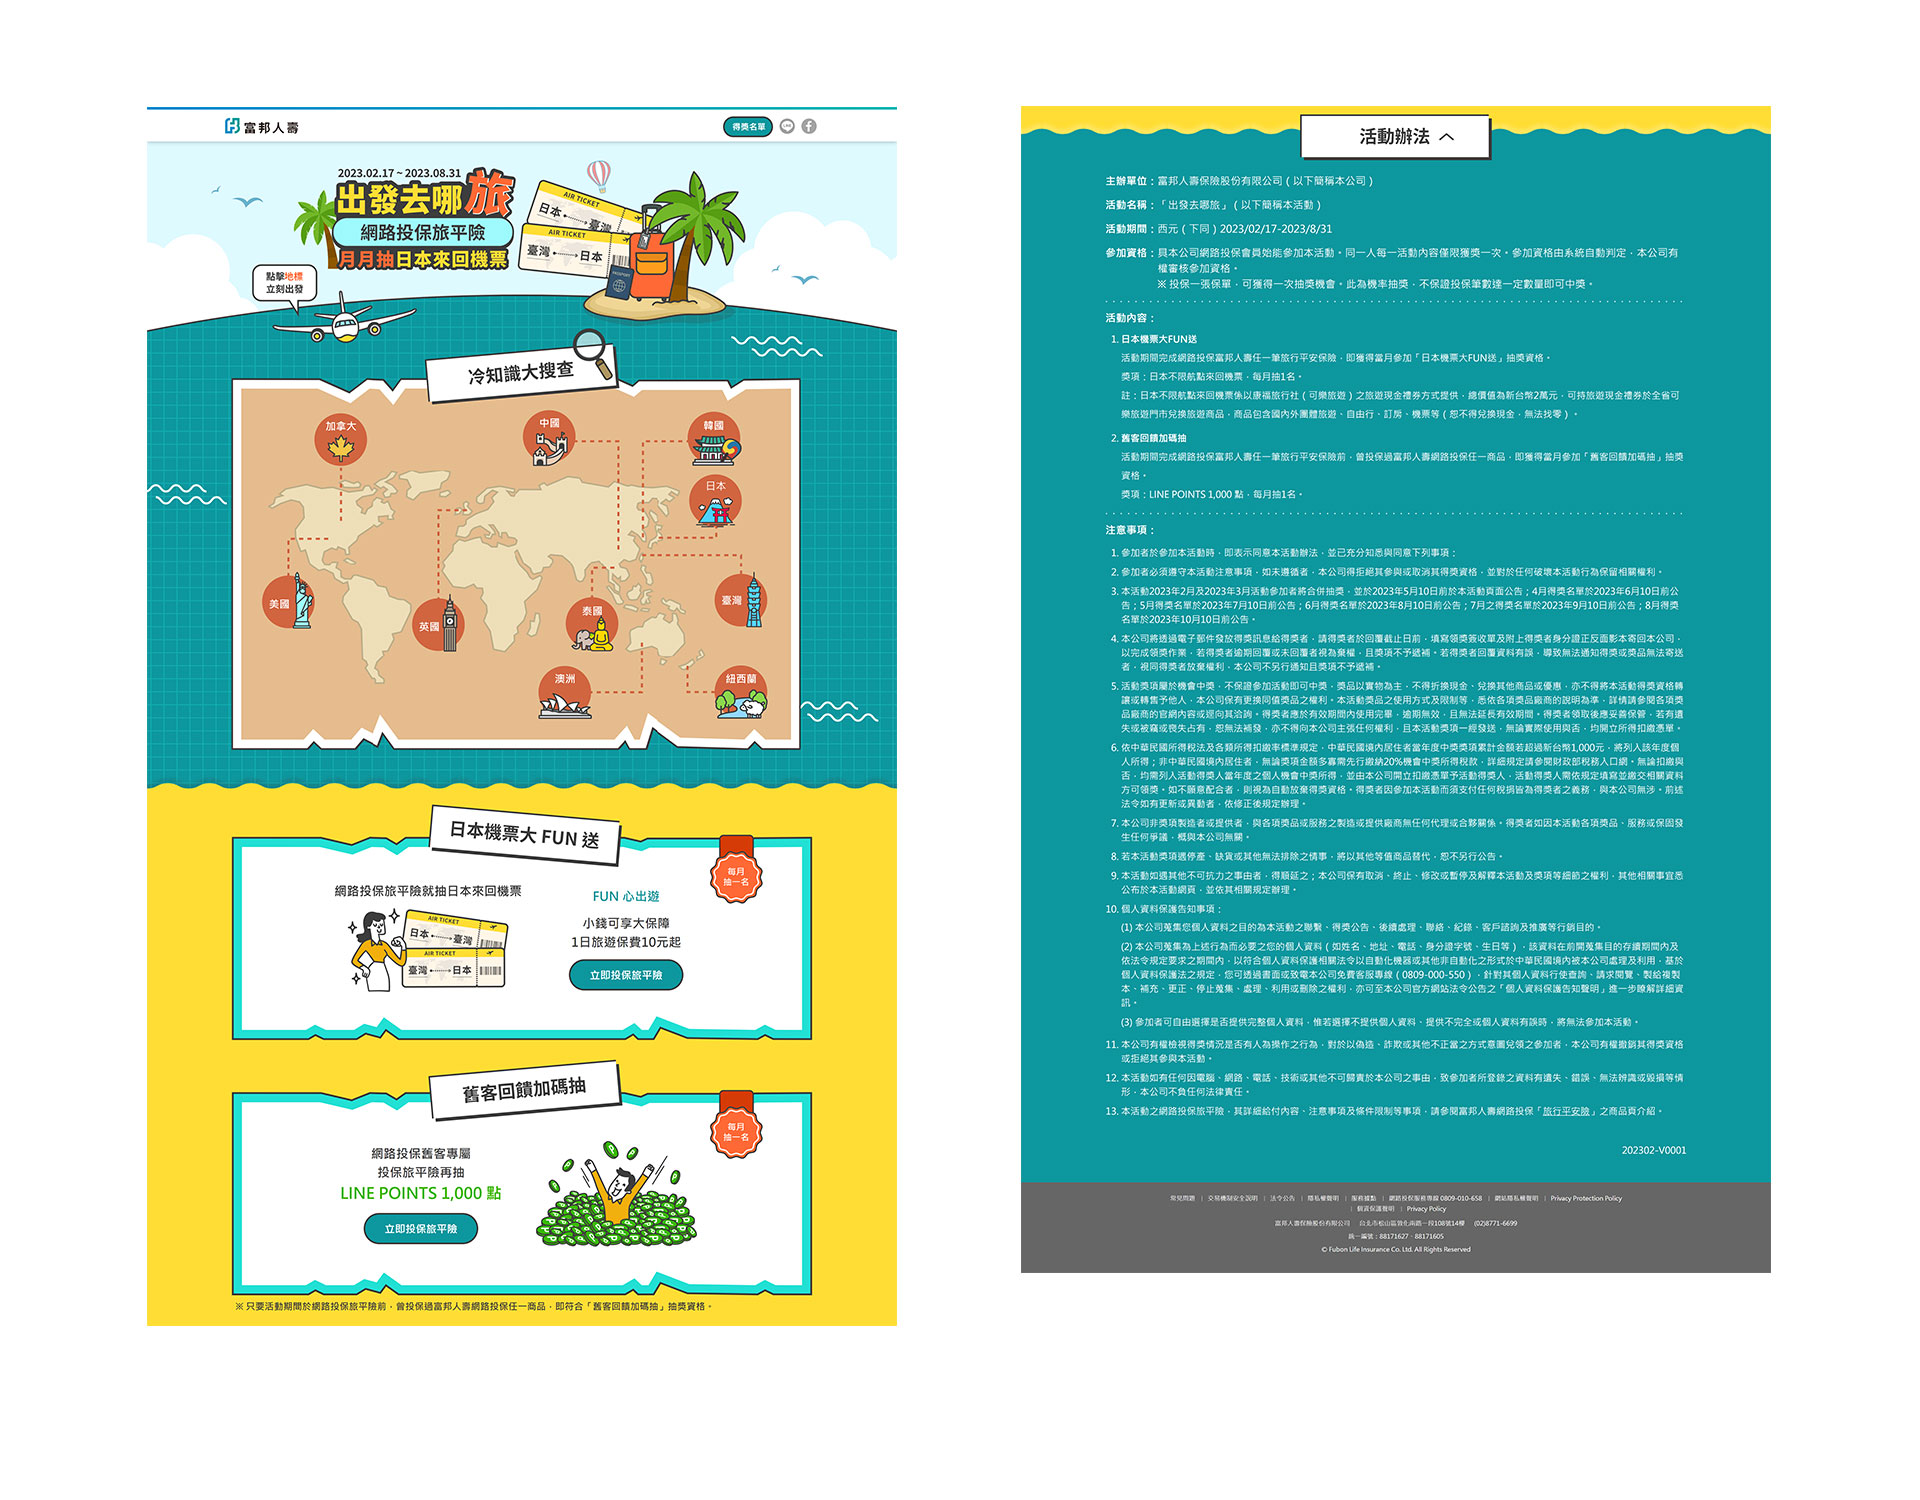 富邦人壽
得獎名單
2023.02.17 ~ 2023.08.31
出發去哪旅
網路投保旅平險
月月抽日本來回機票
AIR TICKET
日本
臺灣
AIR TICKET
臺灣
日本
PASSPORT
點擊地標
立刻出發
冷知識大搜查
加拿大
中國
韓國
日本
美國
英國
泰國
臺灣
澳洲
紐西蘭
日本機票大 FUN 送
每月
抽一名
網路投保旅平險就抽日本來回機票
AIR TICKET
日本
臺灣
AIR TICKET
臺灣
日本
FUN 心出遊
小錢可享大保障
1日旅遊保費10元起
立即投保旅平險
舊客回饋加碼抽
每月
抽一名
網路投保舊客專屬
投保旅平險再抽
LINE POINTS 1,000 點
立即投保旅平險
※ 只要活動期間於網路投保旅平險前，曾投保過富邦人壽網路投保任一商品，即符合「舊客回饋加碼抽」抽獎資格。
活動辦法
主辦單位：富邦人壽保險股份有限公司（以下簡稱本公司）
活動名稱：「出發去哪旅」（以下簡稱本活動）
活動期間：西元（下同）2023/02/17-2023/8/31
參加資格：具本公司網路投保會員始能參加本活動。同一人每一活動內容僅限獲獎一次。參加資格由系統自動判定，本公司有
權審核參加資格。
※ 投保一張保單，可獲得一次抽獎機會。此為機率抽獎，不保證投保筆數達一定數量即可中獎。
活動內容：
1. 日本機票大FUN送
活動期間完成網路投保富邦人壽任一筆旅行平安保險，即獲得當月參加「日本機票大FUN送」抽獎資格。
獎項：日本不限航點來回機票，每月抽1名。
註：日本不限航點來回機票係以康福旅行社（可樂旅遊）之旅遊現金禮券方式提供，總價值為新台幣2萬元，可持旅遊現金禮券於全省可
樂旅遊門市兌換旅遊商品，商品包含國內外團體旅遊、自由行、訂房、機票等（恕不得兌換現金，無法找零）。
2. 舊客回饋加碼抽
活動期間完成網路投保富邦人壽任一筆旅行平安保險前，曾投保過富邦人壽網路投保任一商品，即獲得當月參加「舊客回饋加碼抽」抽獎
資格。
獎項：LINE POINTS 1,000 點，每月抽1名。
注意事項：
1. 參加者於參加本活動時，即表示同意本活動辦法，並已充分知悉與同意下列事項：
2. 參加者必須遵守本活動注意事項，如未遵循者，本公司得拒絕其參與或取消其得獎資格，並對於任何破壞本活動行為保留相關權利。
3. 本活動2023年2月及2023年3月活動參加者將合併抽獎，並於2023年5月10日前於本活動頁面公告；4月得獎名單於2023年6月10日前公
告；5月得獎名單於2023年7月10日前公告；6月得獎名單於2023年8月10日前公告；7月之得獎名單於2023年9月10日前公告；8月得獎
名單於2023年10月10日前公告。
4. 本公司將透過電子郵件發放得獎訊息給得獎者，請得獎者於回覆截止日前，填寫領獎簽收單及附上得獎者身分證正反面影本寄回本公司，
以完成領獎作業，若得獎者逾期回覆或未回覆者視為棄權，且獎項不予遞補。若得獎者回覆資料有誤，導致無法通知得獎或獎品無法寄送
者，視同得獎者放棄權利，本公司不另行通知且獎項不予遞補。
5. 活動獎項屬於機會中獎，不保證參加活動即可中獎，獎品以實物為主，不得折換現金、兌換其他商品或優惠，亦不得將本活動得獎資格轉
讓或轉售予他人，本公司保有更換同值獎品之權利。本活動獎品之使用方式及限制等，悉依各項獎品廠商的說明為準，詳情請參閱各項獎
品廠商的官網內容或逕向其洽詢。得獎者應於有效期間內使用完畢，逾期無效，且無法延長有效期間。得獎者領取後應妥善保管，若有遺
失或被竊或喪失占有，恕無法補發，亦不得向本公司主張任何權利，且本活動獎項一經發送，無論實際使用與否，均開立所得扣繳憑單。
6. 依中華民國所得稅法及各類所得扣繳率標準規定，中華民國境內居住者當年度中獎獎項累計金額若超過新台幣1,000元，將列入該年度個
人所得；非中華民國境內居住者，無論獎項金額多寡需先行繳納20%機會中獎所得稅款，詳細規定請參閱財政部稅務入口網。無論扣繳與
否，均需列入活動得獎人當年度之個人機會中獎所得，並由本公司開立扣繳憑單予活動得獎人，活動得獎人需依規定填寫並繳交相關資料
方可領獎。如不願意配合者，則視為自動放棄得獎資格。得獎者因參加本活動而須支付任何稅捐皆為得獎者之義務，與本公司無涉。前述
法令如有更新或異動者，依修正後規定辦理。
7. 本公司非獎項製造者或提供者，與各項獎品或服務之製造或提供廠商無任何代理或合夥關係。得獎者如因本活動各項獎品、服務或保固發
生任何爭議，概與本公司無關。
8. 若本活動獎項遇停產、缺貨或其他無法排除之情事，將以其他等值商品替代，恕不另行公告。
9. 本活動如遇其他不可抗力之事由者，得順延之；本公司保有取消、終止、修改或暫停及解釋本活動及獎項等細節之權利，其他相關事宜悉
公布於本活動網頁，並依其相關規定辦理。
10. 個人資料保護告知事項：
(1) 本公司蒐集您個人資料之目的為本活動之聯繫、得獎公告、後續處理、聯絡、紀錄、客戶諮詢及推廣等行銷目的。
(2) 本公司蒐集為上述行為而必要之您的個人資料（如姓名、地址、電話、身分證字號、生日等），該資料在前開蒐集目的存續期間內及
依法令規定要求之期間內，以符合個人資料保護相關法令以自動化機器或其他非自動化之形式於中華民國境內被本公司處理及利用，基於
個人資料保護法之規定，您可透過書面或致電本公司免費客服專線（0809-000-550），針對其個人資料行使查詢、請求閱覽、製給複製
本、補充、更正、停止蒐集、處理、利用或刪除之權利，亦可至本公司官方網站法令公告之「個人資料保護告知聲明」進一步瞭解詳細資
訊。
(3) 參加者可自由選擇是否提供完整個人資料，惟若選擇不提供個人資料、提供不完全或個人資料有誤時，將無法參加本活動。
11. 本公司有權檢視得獎情況是否有人為操作之行為，對於以偽造、詐欺或其他不正當之方式意圖兌領之參加者，本公司有權撤銷其得獎資格
或拒絕其參與本活動。
12. 本活動如有任何因電腦、網路、電話、技術或其他不可歸責於本公司之事由，致參加者所登錄之資料有遺失、錯誤、無法辨識或毀損等情
形，本公司不負任何法律責任。
13. 本活動之網路投保旅平險，其詳細給付內容、注意事項及條件限制等事項，請參閱富邦人壽網路投保「旅行平安險」之商品頁介紹。
202302-V0001
常見問題 | 交易機制安全說明 | 法令公告 | 隱私權聲明 | 服務據點 | 網路投保服務專線 0809-010-658 | 網站隱私權聲明 | Privacy Protection Policy
| 個資保護聲明 | Privacy Policy
富邦人壽保險股份有限公司 台北市松山區敦化南路一段108號14樓 (02)8771-6699
統一編號：88171627、88171605
© Fubon Life Insurance Co. Ltd. All Rights Reserved